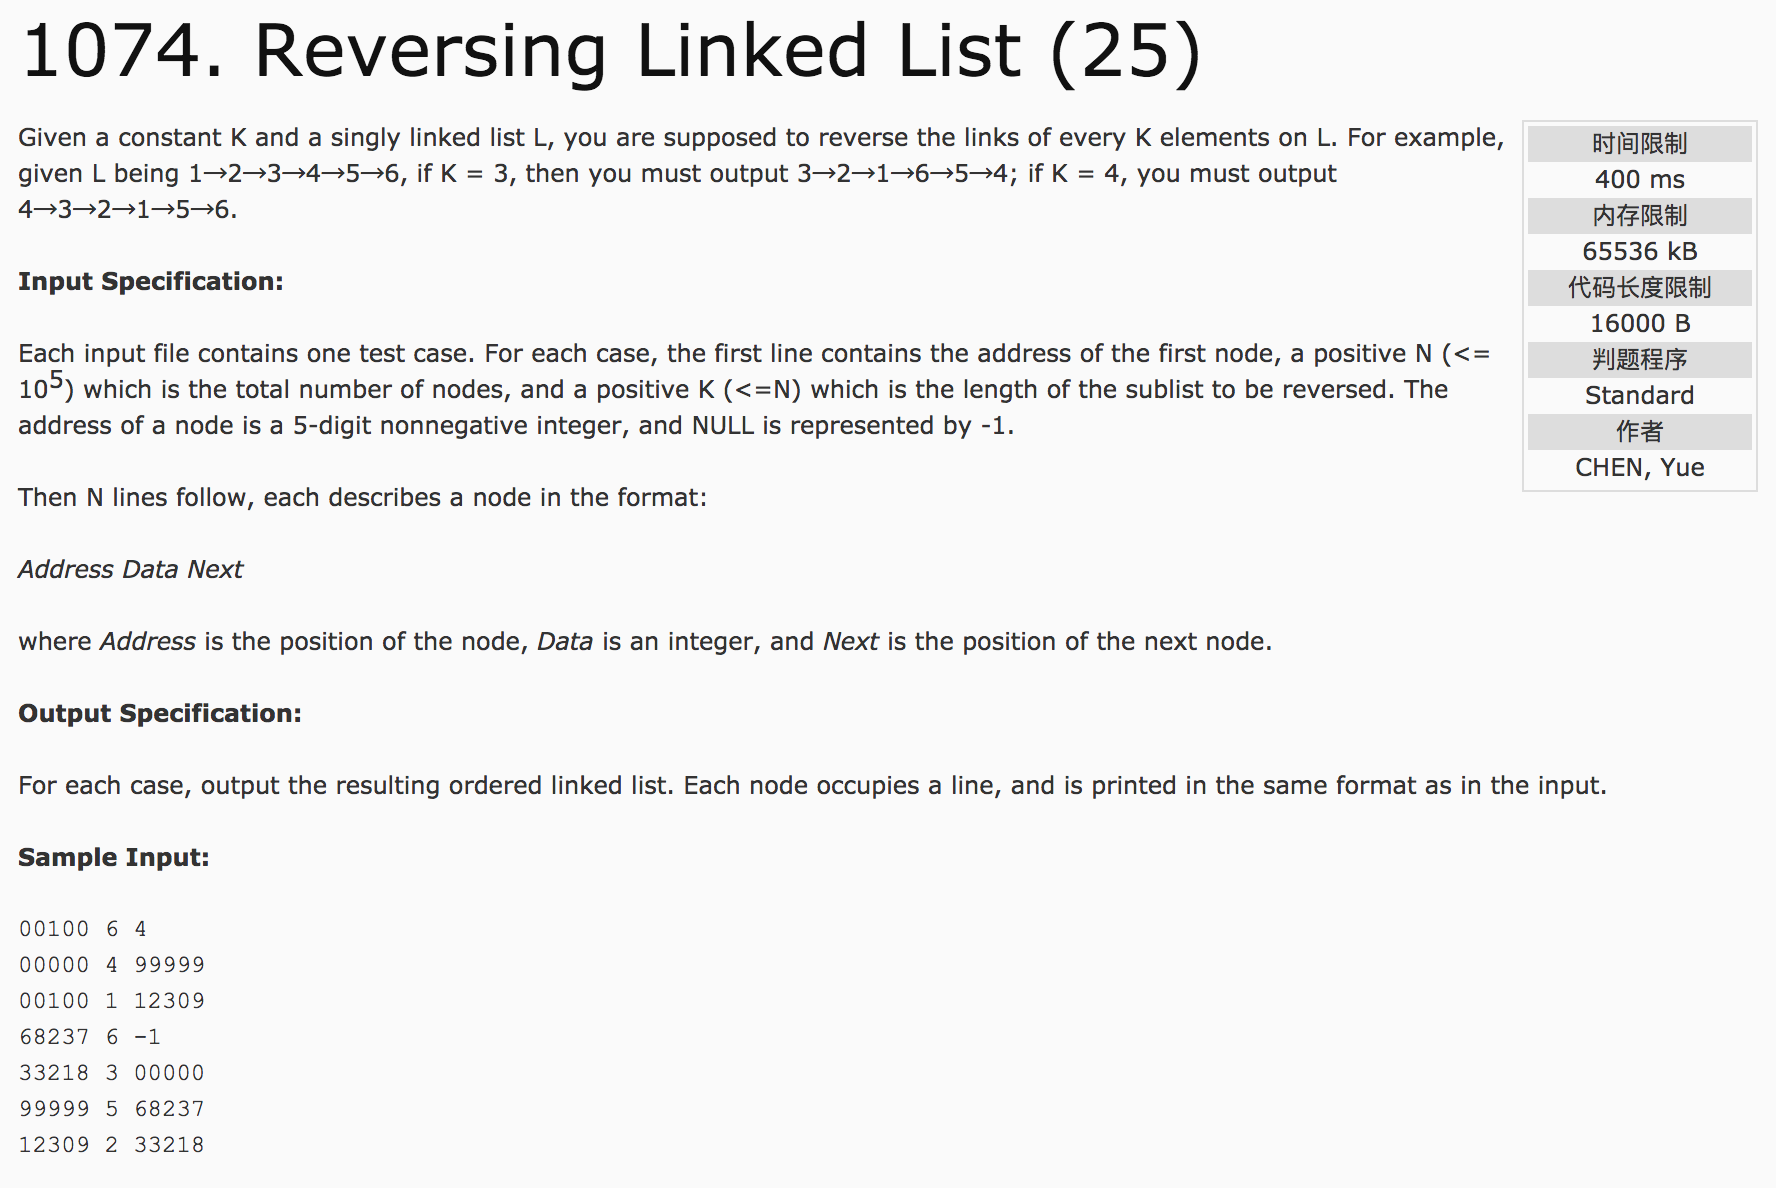 1074. Reversing Linked List (25)
Given a constant K and a singly linked list L, you are supposed to reverse the links of every K elements on L. For example,
given L being 1→2→3→4→5→6, if K = 3, then you must output 3→2→1→6→5→4; if K = 4, you must output
4→3→2→1→5→6.
时间限制
400 ms
内存限制
65536 kB
代码长度限制
16000 B
判题程序
Standard
作者
CHEN, Yue
Input Specification:
Each input file contains one test case. For each case, the first line contains the address of the first node, a positive N (<=
10⁵) which is the total number of nodes, and a positive K (<=N) which is the length of the sublist to be reversed. The
address of a node is a 5-digit nonnegative integer, and NULL is represented by -1.
Then N lines follow, each describes a node in the format:
Address Data Next
where Address is the position of the node, Data is an integer, and Next is the position of the next node.
Output Specification:
For each case, output the resulting ordered linked list. Each node occupies a line, and is printed in the same format as in the input.
Sample Input:
00100 6 4
00000 4 99999
00100 1 12309
68237 6 -1
33218 3 00000
99999 5 68237
12309 2 33218